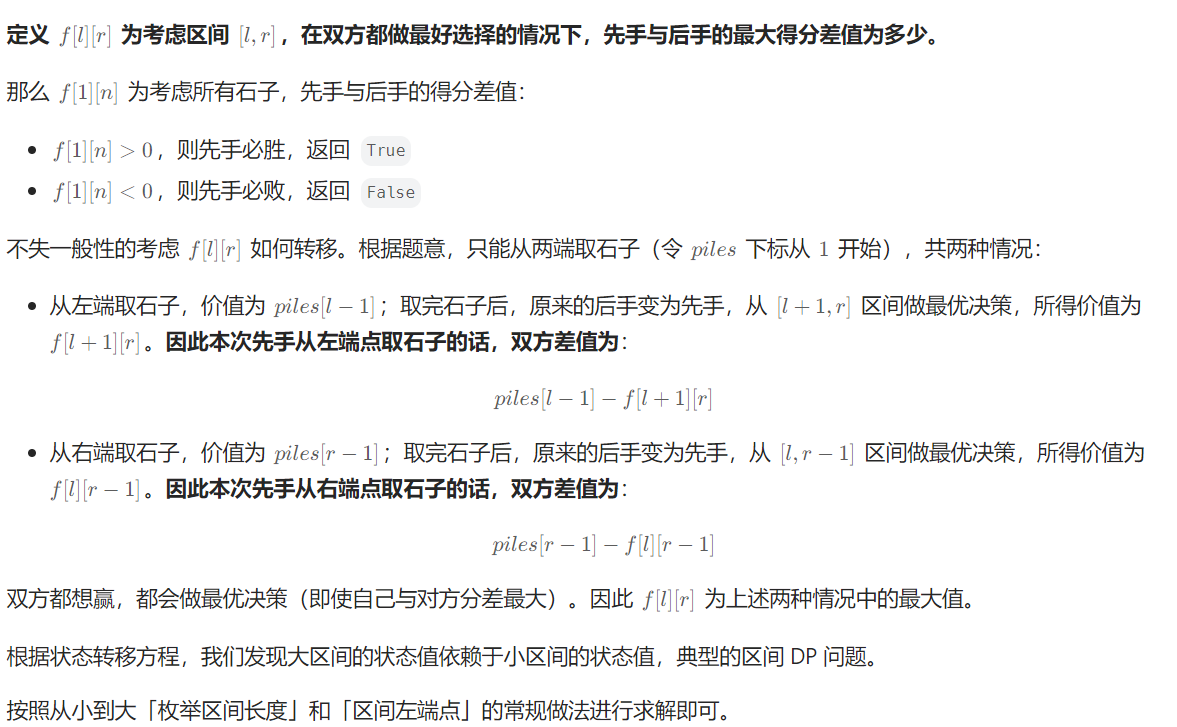 定义 f[l][r] 为考虑区间 [l,r]，在双方都做最好选择的情况下，先手与后手的最大得分差值为多少。
那么 f[1][n] 为考虑所有石子，先手与后手的得分差值：
• f[1][n] > 0，则先手必胜，返回 True
• f[1][n] < 0，则先手必败，返回 False
不失一般性的考虑 f[l][r] 如何转移。根据题意，只能从两端取石子（令 piles 下标从 1 开始），共两种情况：
• 从左端取石子，价值为 piles[l − 1]；取完石子后，原来的后手变为先手，从 [l + 1, r] 区间做最优决策，所得价值为
f[l + 1][r]。因此本次先手从左端点取石子的话，双方差值为：
piles[l − 1] − f[l + 1][r]
• 从右端取石子，价值为 piles[r − 1]；取完石子后，原来的后手变为先手，从 [l, r − 1] 区间做最优决策，所得价值为
f[l][r − 1]。因此本次先手从右端点取石子的话，双方差值为：
piles[r − 1] − f[l][r − 1]
双方都想赢，都会做最优决策（即使自己与对方分差最大）。因此 f[l][r] 为上述两种情况中的最大值。
根据状态转移方程，我们发现大区间的状态值依赖于小区间的状态值，典型的区间 DP 问题。
按照从小到大「枚举区间长度」和「区间左端点」的常规做法进行求解即可。